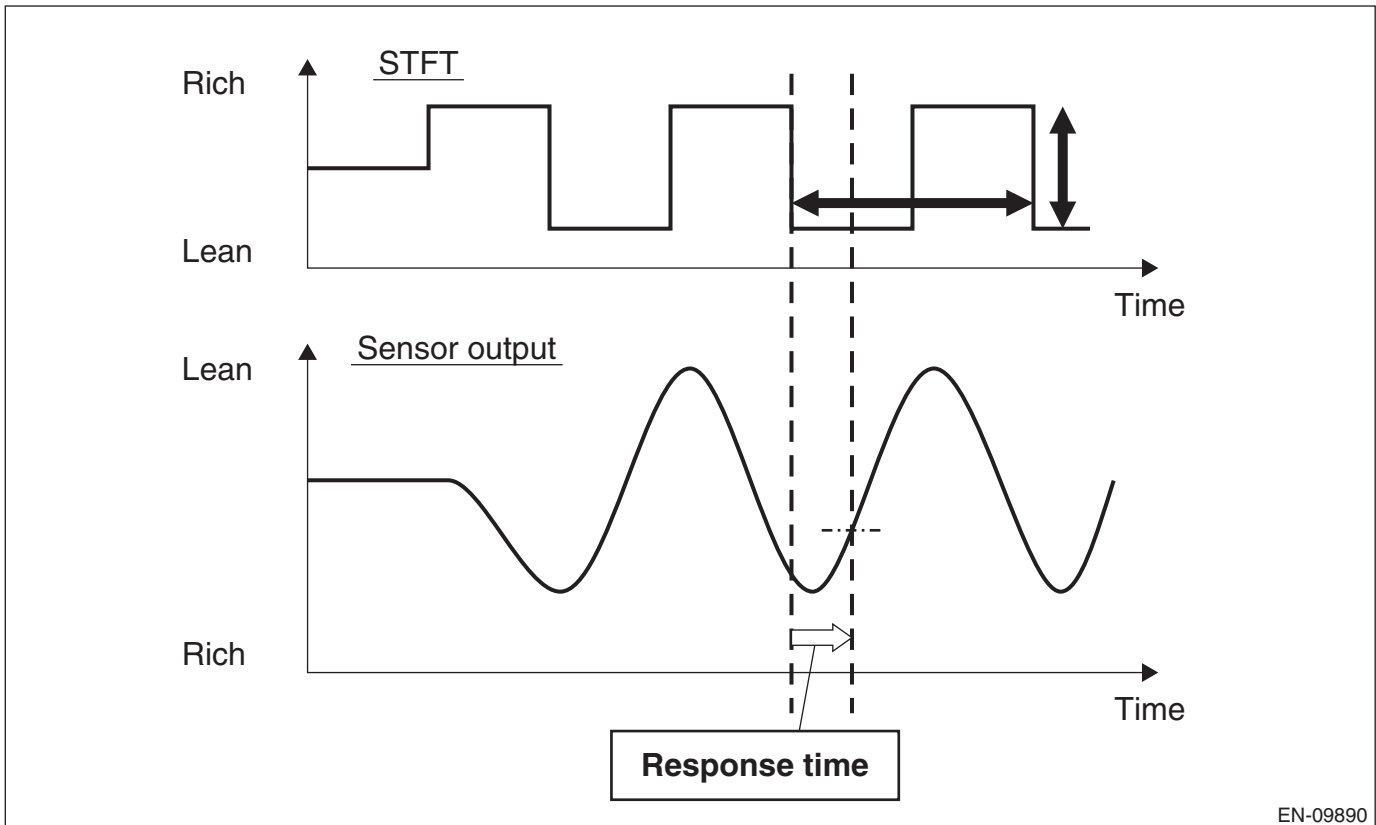 STFT
Rich
Lean
Time
Sensor output
Lean
Rich
Time
Response time
EN-09890